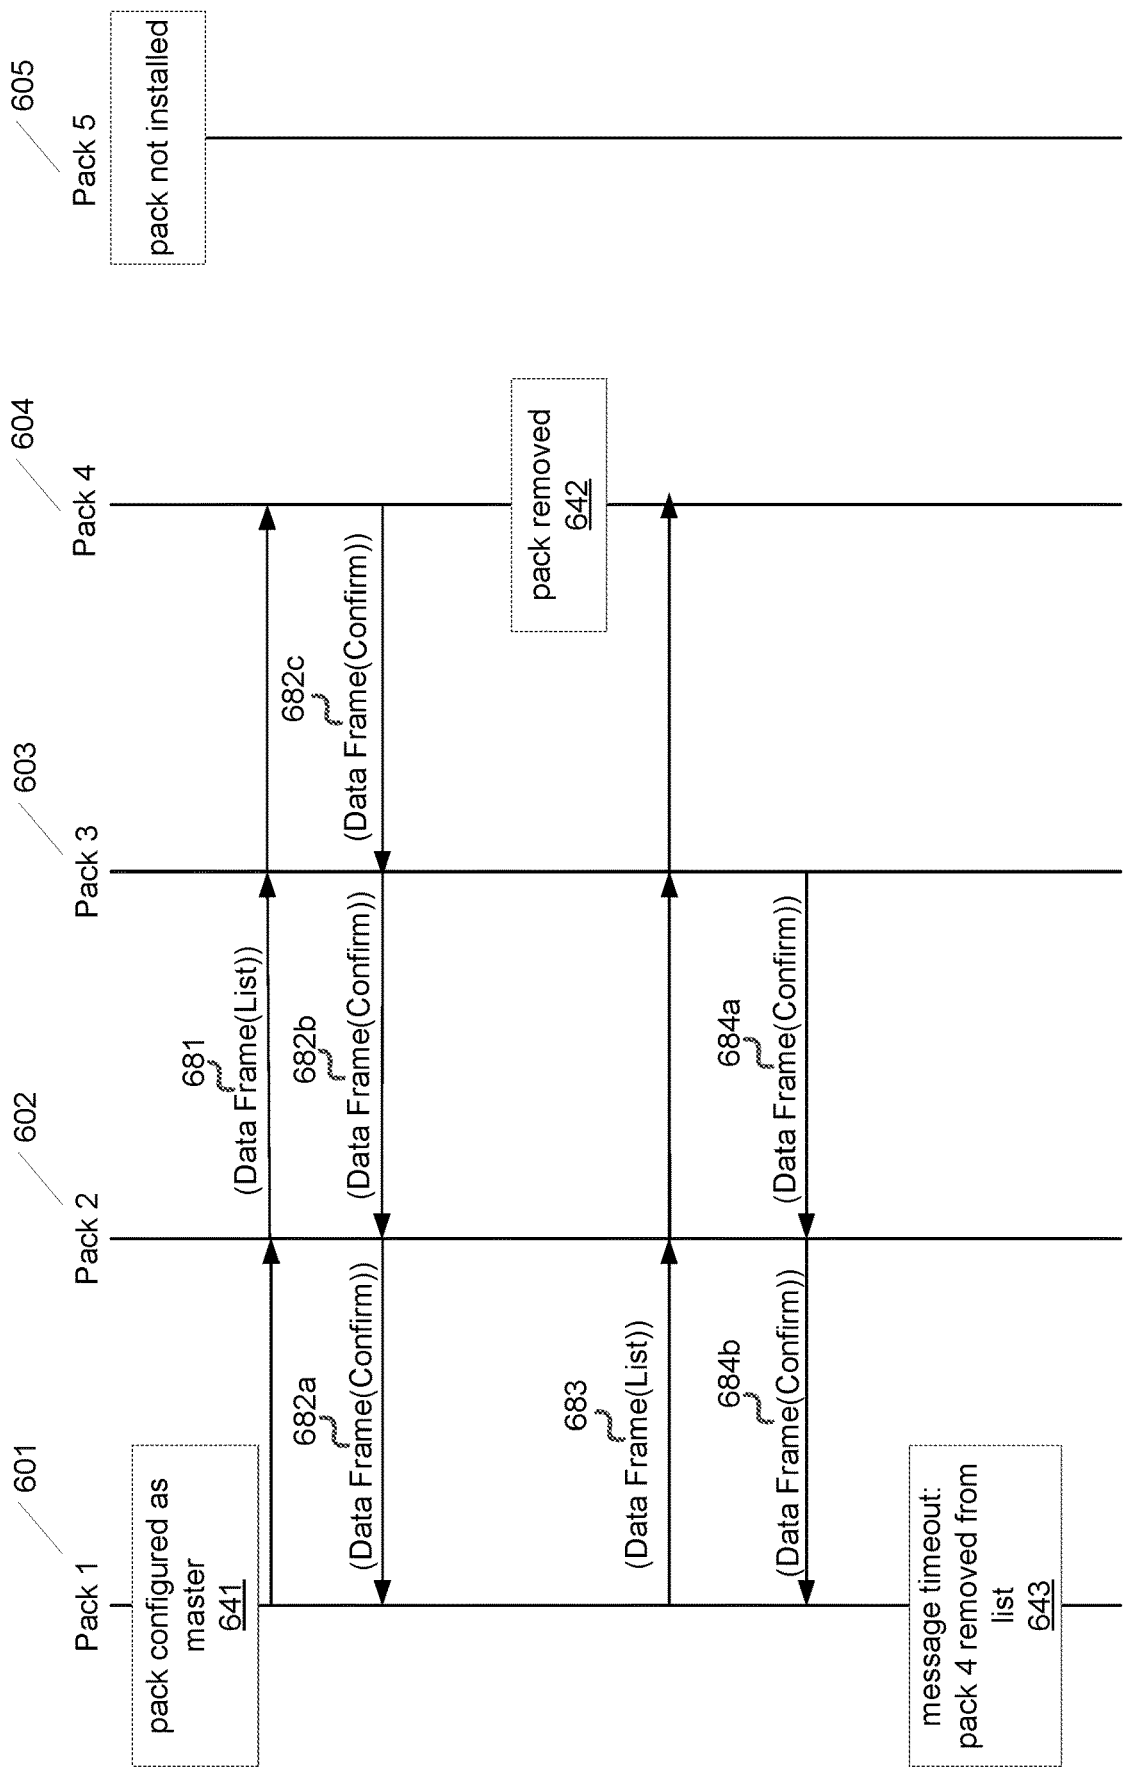 601
602
603
604
605
Pack 1
Pack 2
Pack 3
Pack 4
Pack 5
pack configured as
master
641
pack not installed
681
(Data Frame(List))
682a
(Data Frame(Confirm))
682b
(Data Frame(Confirm))
682c
(Data Frame(Confirm))
pack removed
642
683
(Data Frame(List))
684b
(Data Frame(Confirm))
684a
(Data Frame(Confirm))
message timeout:
pack 4 removed from
list
643